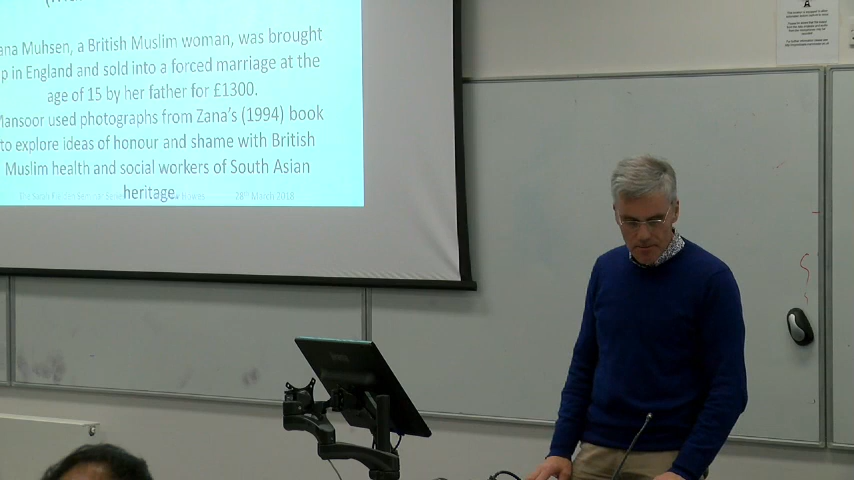 ana Muhsen, a British Muslim woman, was brought
p in England and sold into a forced marriage at the
age of 15 by her father for £1300.
Mansoor used photographs from Zana's (1994) book
to explore ideas of honour and shame with British
Muslim health and social workers of South Asian
heritage.
28th March 2018